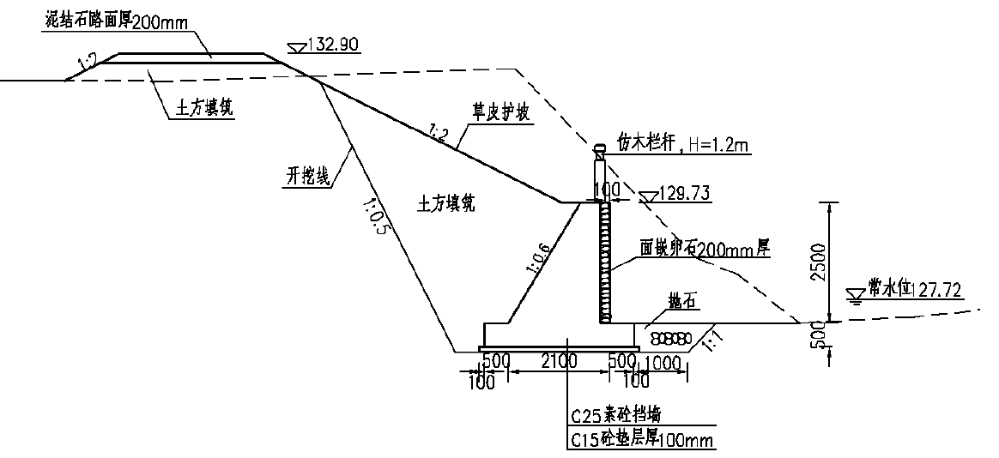 泥结石路面厚200mm
132.90
1:2
土方填筑
草皮护坡
1:2
仿木栏杆，H=1.2m
开挖线
100
129.73
土方填筑
1:0.5
1:0.6
面嵌卵石200mm厚
2500
常水位127.72
抛石
500
1:1
500
2100
500
1000
100
100
C25素砼挡墙
C15砼垫层厚100mm